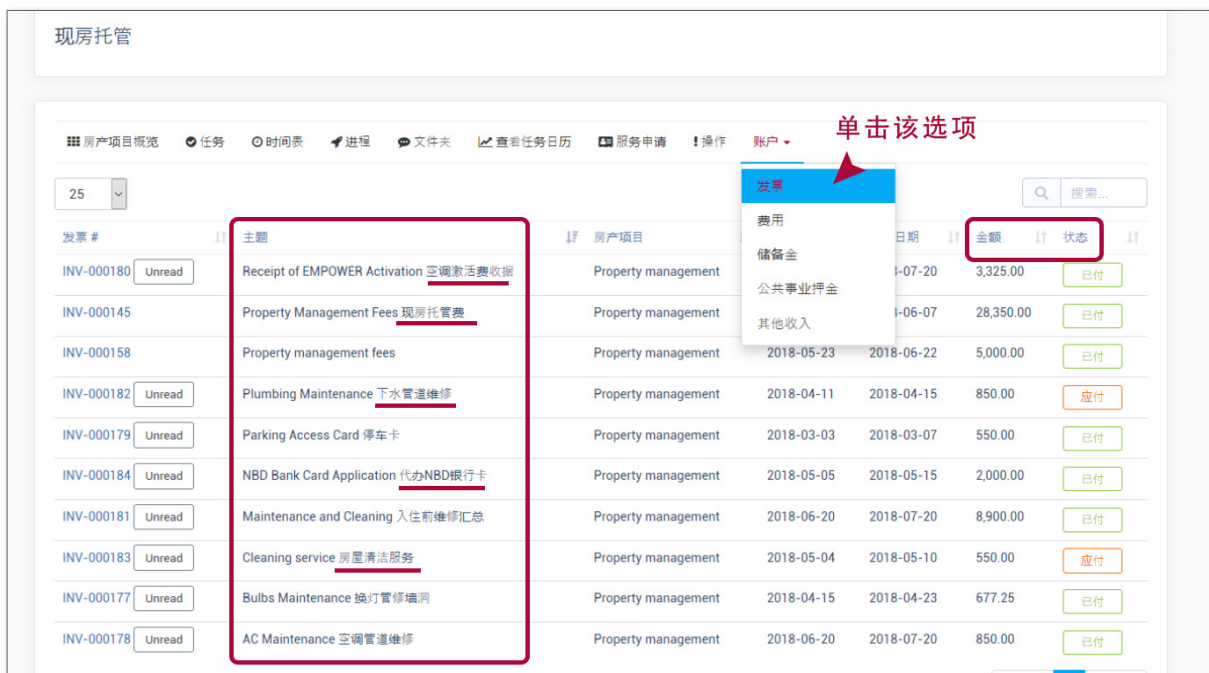 现房托管
房产项目概览 任务 时间表 进程 文件夹 查看任务日历 服务申请 操作 账户
单击该选项
25
搜索...
发票
费用
储备金
公共事业押金
其他收入
发票 # 主题 房产项目 日期 金额 状态
INV-000180 Unread Receipt of EMPOWER Activation 空调激活费收据 Property management -07-20 3,325.00 已付
INV-000145 Property Management Fees 现房托管费 Property management -06-07 28,350.00 已付
INV-000158 Property management fees Property management 2018-05-23 2018-06-22 5,000.00 已付
INV-000182 Unread Plumbing Maintenance 下水管道维修 Property management 2018-04-11 2018-04-15 850.00 应付
INV-000179 Unread Parking Access Card 停车卡 Property management 2018-03-03 2018-03-07 550.00 已付
INV-000184 Unread NBD Bank Card Application 代办NBD银行卡 Property management 2018-05-05 2018-05-15 2,000.00 已付
INV-000181 Unread Maintenance and Cleaning 入住前维修汇总 Property management 2018-06-20 2018-07-20 8,900.00 已付
INV-000183 Unread Cleaning service 房屋清洁服务 Property management 2018-05-04 2018-05-10 550.00 应付
INV-000177 Unread Bulbs Maintenance 换灯管修墙洞 Property management 2018-04-15 2018-04-23 677.25 已付
INV-000178 Unread AC Maintenance 空调管道维修 Property management 2018-06-20 2018-07-20 850.00 已付